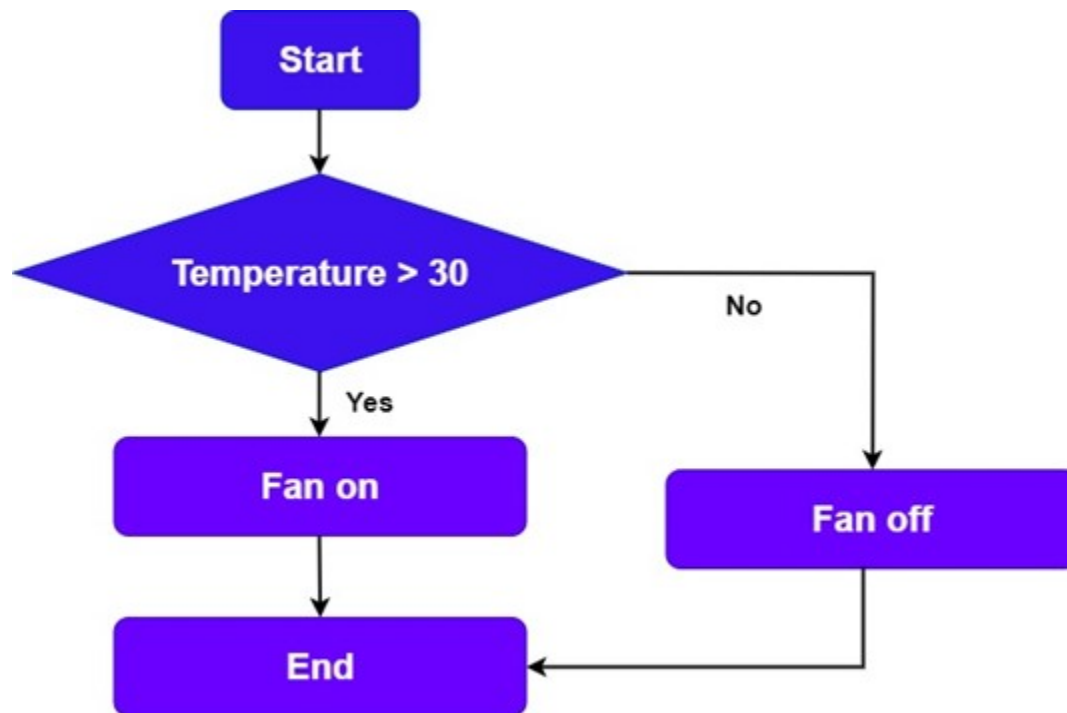 Start
Temperature > 30
No
Yes
Fan on
Fan off
End